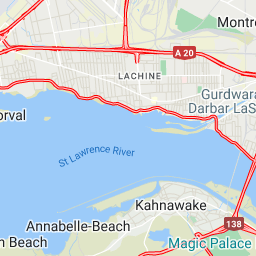 Montre
A 20
LACHINE
Gurdwara
Darbar LaS
orval
St Lawrence River
Kahnawake
138
Annabelle-Beach
n Beach
Magic Palace